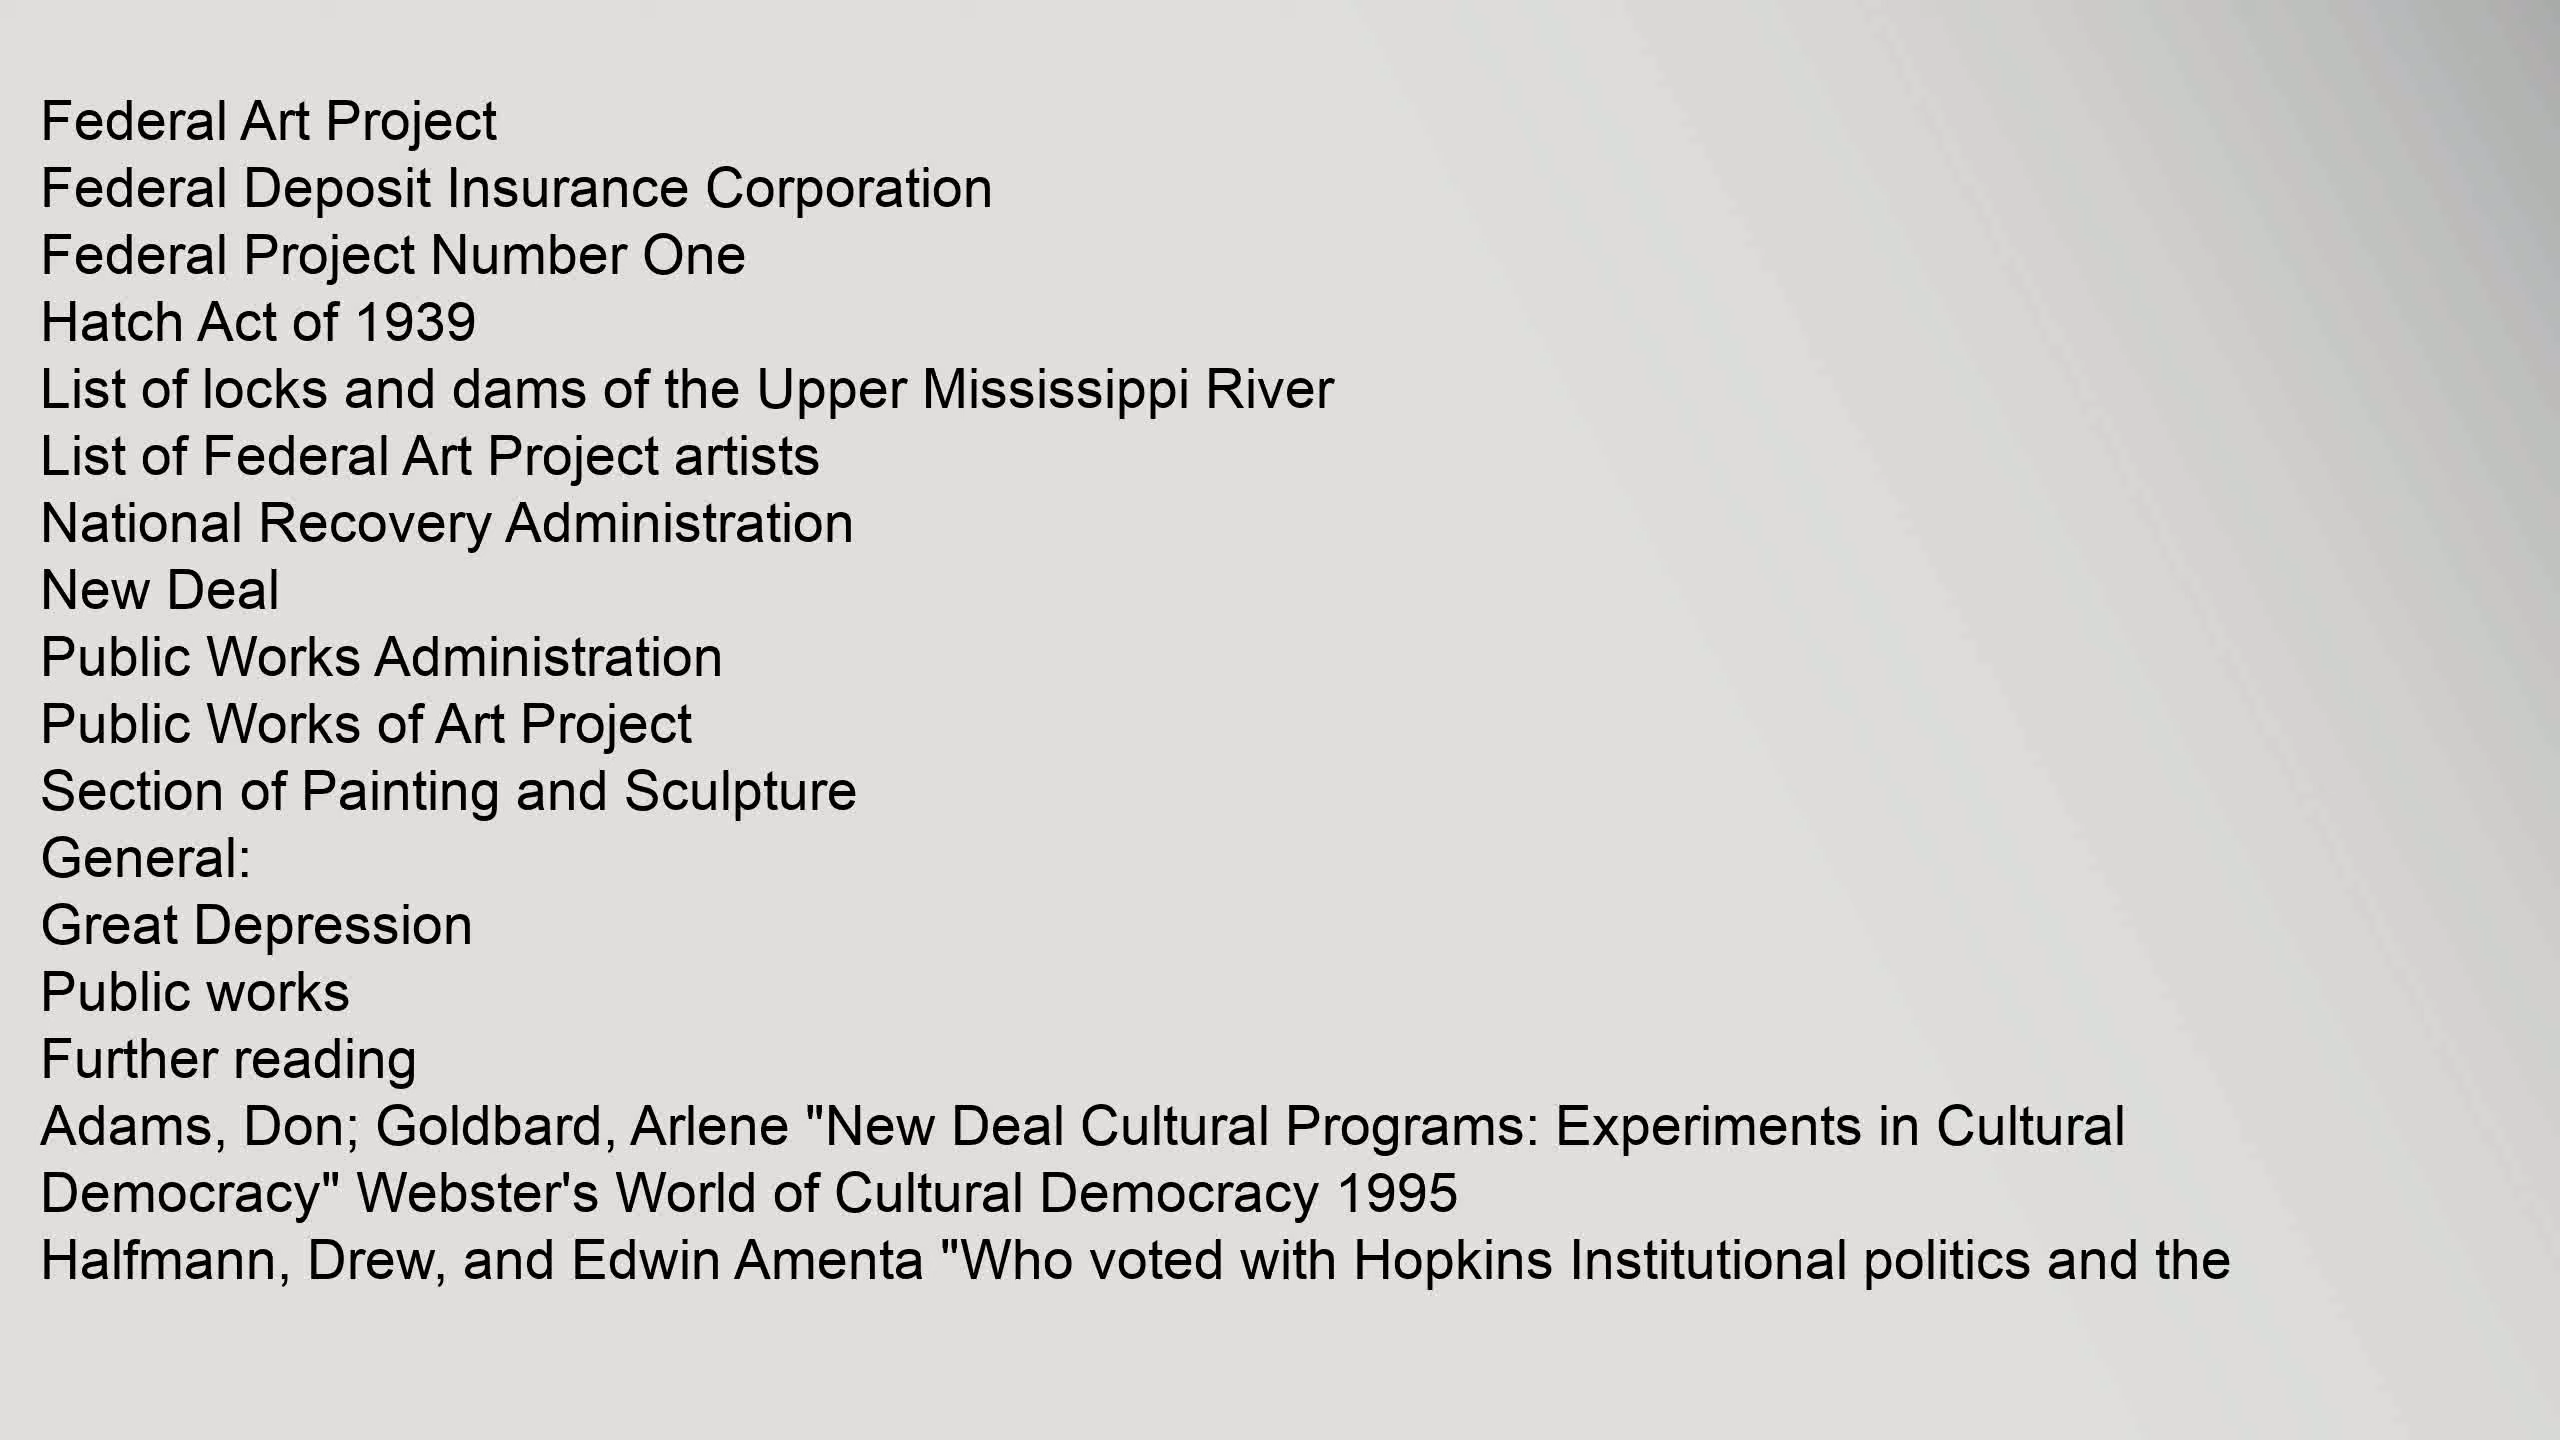 Federal Art Project
Federal Deposit Insurance Corporation
Federal Project Number One
Hatch Act of 1939
List of locks and dams of the Upper Mississippi River
List of Federal Art Project artists
National Recovery Administration
New Deal
Public Works Administration
Public Works of Art Project
Section of Painting and Sculpture
General:
Great Depression
Public works
Further reading
Adams, Don; Goldbard, Arlene "New Deal Cultural Programs: Experiments in Cultural
Democracy" Webster's World of Cultural Democracy 1995
Halfmann, Drew, and Edwin Amenta "Who voted with Hopkins Institutional politics and the